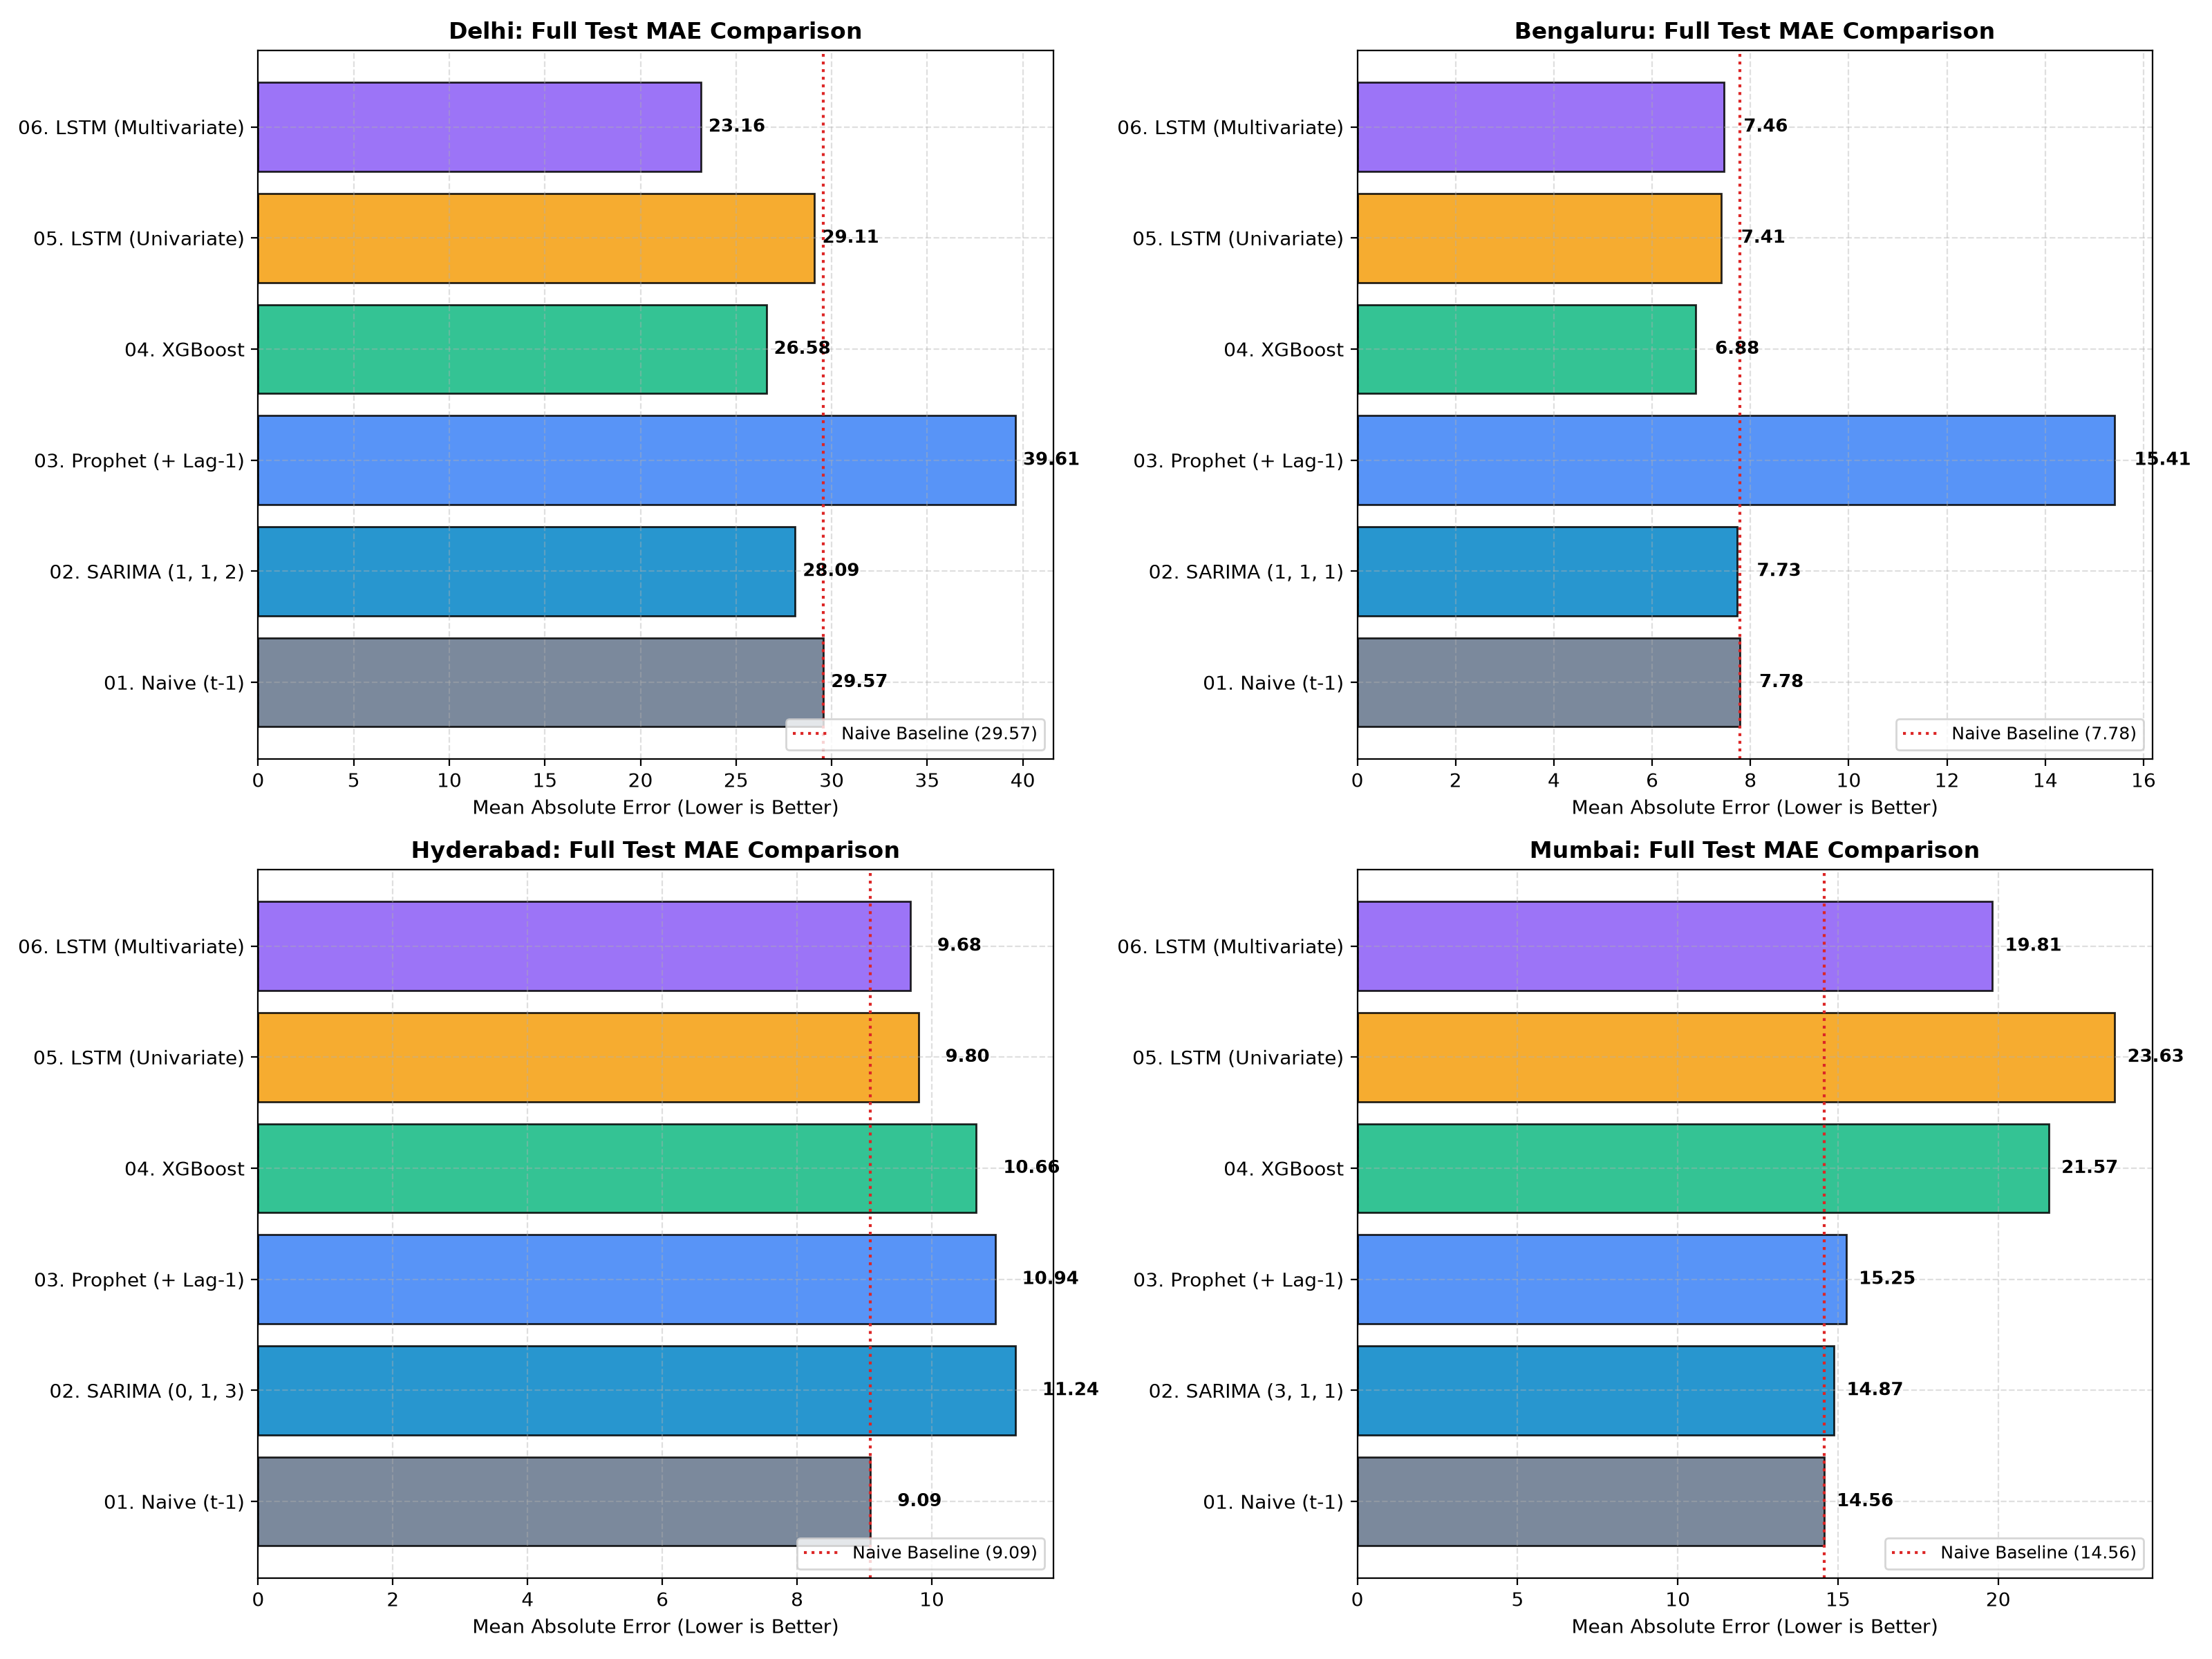 Delhi: Full Test MAE Comparison
06. LSTM (Multivariate)
23.16
05. LSTM (Univariate)
29.11
04. XGBoost
26.58
03. Prophet (+ Lag-1)
39.61
02. SARIMA (1, 1, 2)
28.09
01. Naive (t-1)
29.57
Naive Baseline (29.57)
0 5 10 15 20 25 30 35 40
Mean Absolute Error (Lower is Better)
Bengaluru: Full Test MAE Comparison
06. LSTM (Multivariate)
7.46
05. LSTM (Univariate)
7.41
04. XGBoost
6.88
03. Prophet (+ Lag-1)
15.41
02. SARIMA (1, 1, 1)
7.73
01. Naive (t-1)
7.78
Naive Baseline (7.78)
0 2 4 6 8 10 12 14 16
Mean Absolute Error (Lower is Better)
Hyderabad: Full Test MAE Comparison
06. LSTM (Multivariate)
9.68
05. LSTM (Univariate)
9.80
04. XGBoost
10.66
03. Prophet (+ Lag-1)
10.94
02. SARIMA (0, 1, 3)
11.24
01. Naive (t-1)
9.09
Naive Baseline (9.09)
0 2 4 6 8 10
Mean Absolute Error (Lower is Better)
Mumbai: Full Test MAE Comparison
06. LSTM (Multivariate)
19.81
05. LSTM (Univariate)
23.63
04. XGBoost
21.57
03. Prophet (+ Lag-1)
15.25
02. SARIMA (3, 1, 1)
14.87
01. Naive (t-1)
14.56
Naive Baseline (14.56)
0 5 10 15 20
Mean Absolute Error (Lower is Better)